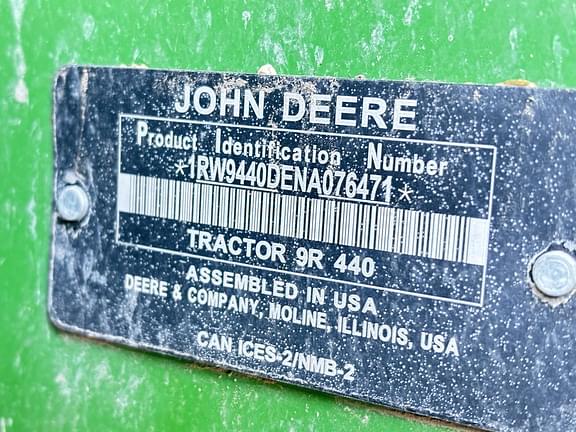 JOHN DEERE
Product Identification Number
*1RW9440DENA076471*
TRACTOR 9R 440
ASSEMBLED IN USA
DEERE & COMPANY, MOLINE, ILLINOIS, USA
CAN ICES-2/NMB-2